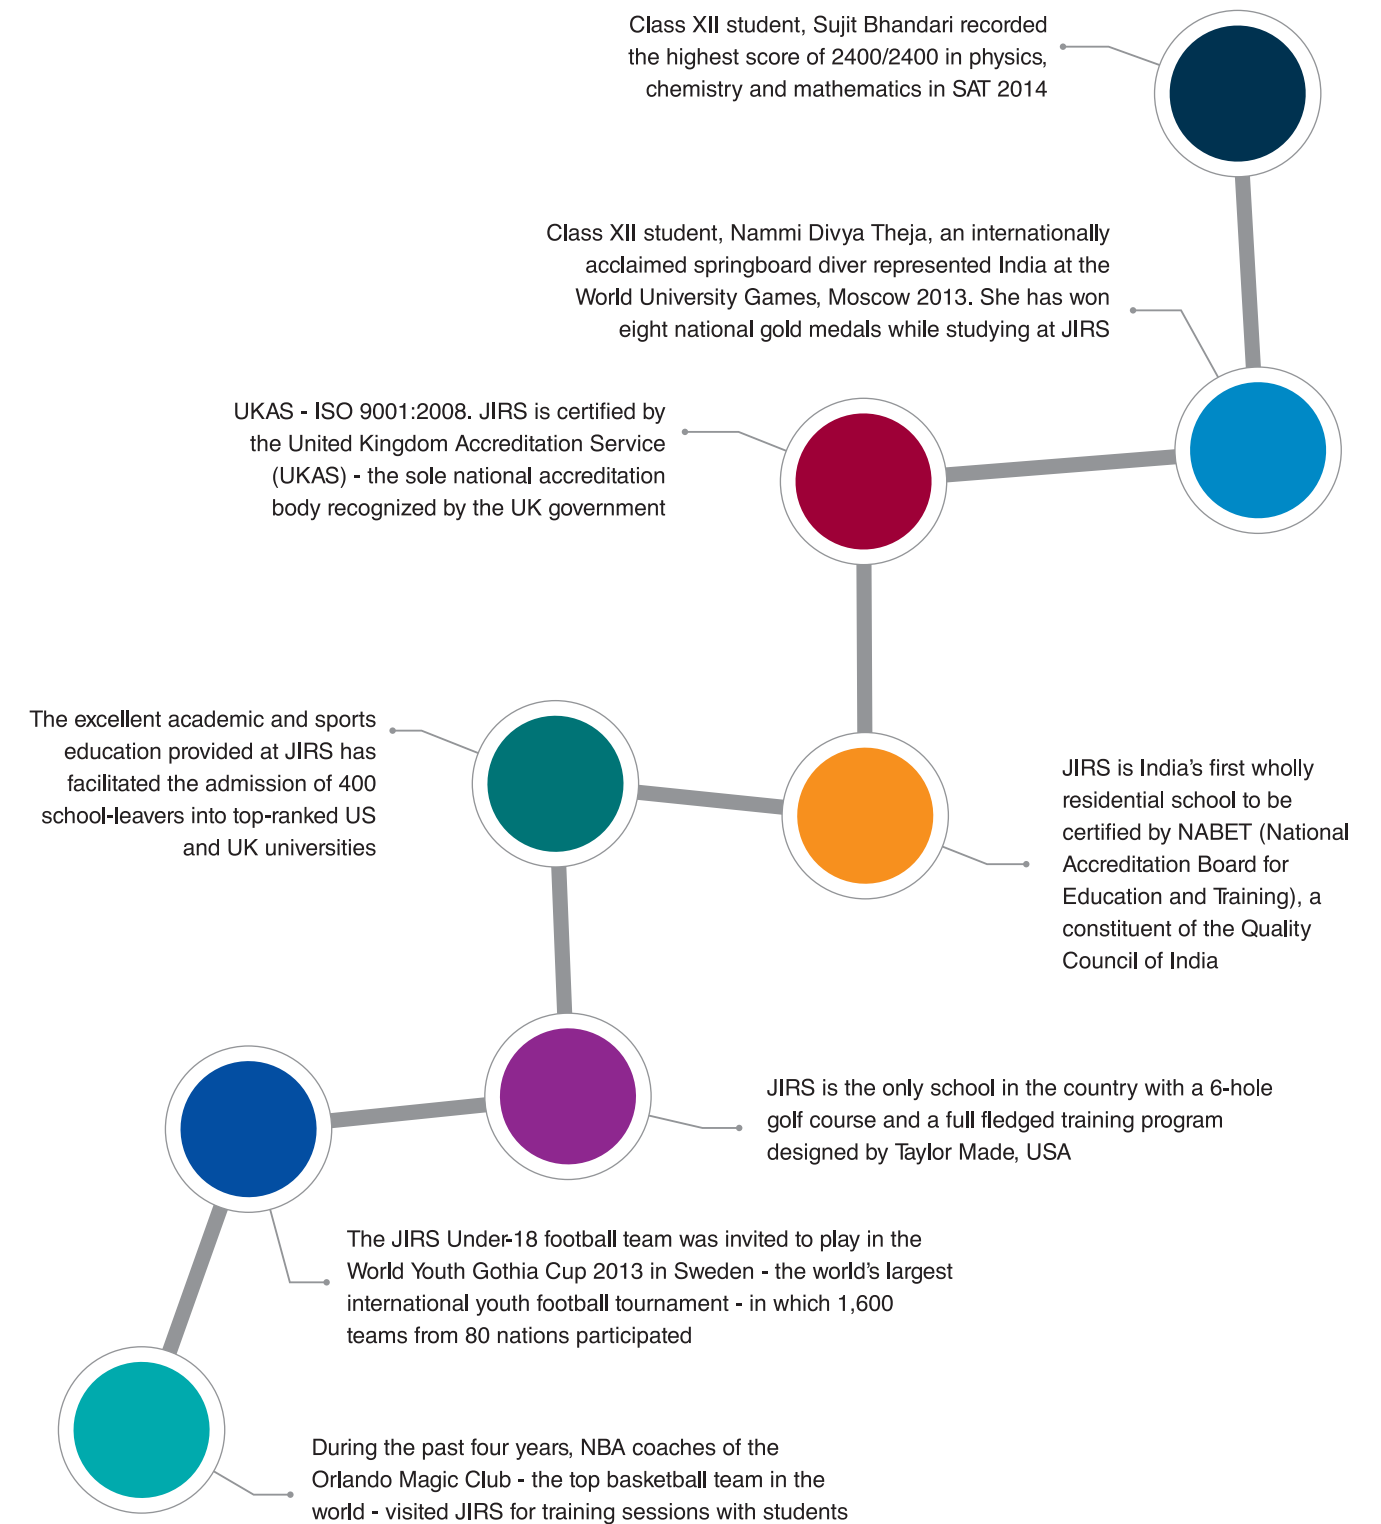 Class XII student, Sujit Bhandari recorded
the highest score of 2400/2400 in physics,
chemistry and mathematics in SAT 2014
Class XII student, Nammi Divya Theja, an internationally
acclaimed springboard diver represented India at the
World University Games, Moscow 2013. She has won
eight national gold medals while studying at JIRS
UKAS - ISO 9001:2008. JIRS is certified by
the United Kingdom Accreditation Service
(UKAS) - the sole national accreditation
body recognized by the UK government
The excellent academic and sports
education provided at JIRS has
facilitated the admission of 400
school-leavers into top-ranked US
and UK universities
JIRS is India's first wholly
residential school to be
certified by NABET (National
Accreditation Board for
Education and Training), a
constituent of the Quality
Council of India
JIRS is the only school in the country with a 6-hole
golf course and a full fledged training program
designed by Taylor Made, USA
The JIRS Under-18 football team was invited to play in the
World Youth Gothia Cup 2013 in Sweden - the world's largest
international youth football tournament - in which 1,600
teams from 80 nations participated
During the past four years, NBA coaches of the
Orlando Magic Club - the top basketball team in the
world - visited JIRS for training sessions with students